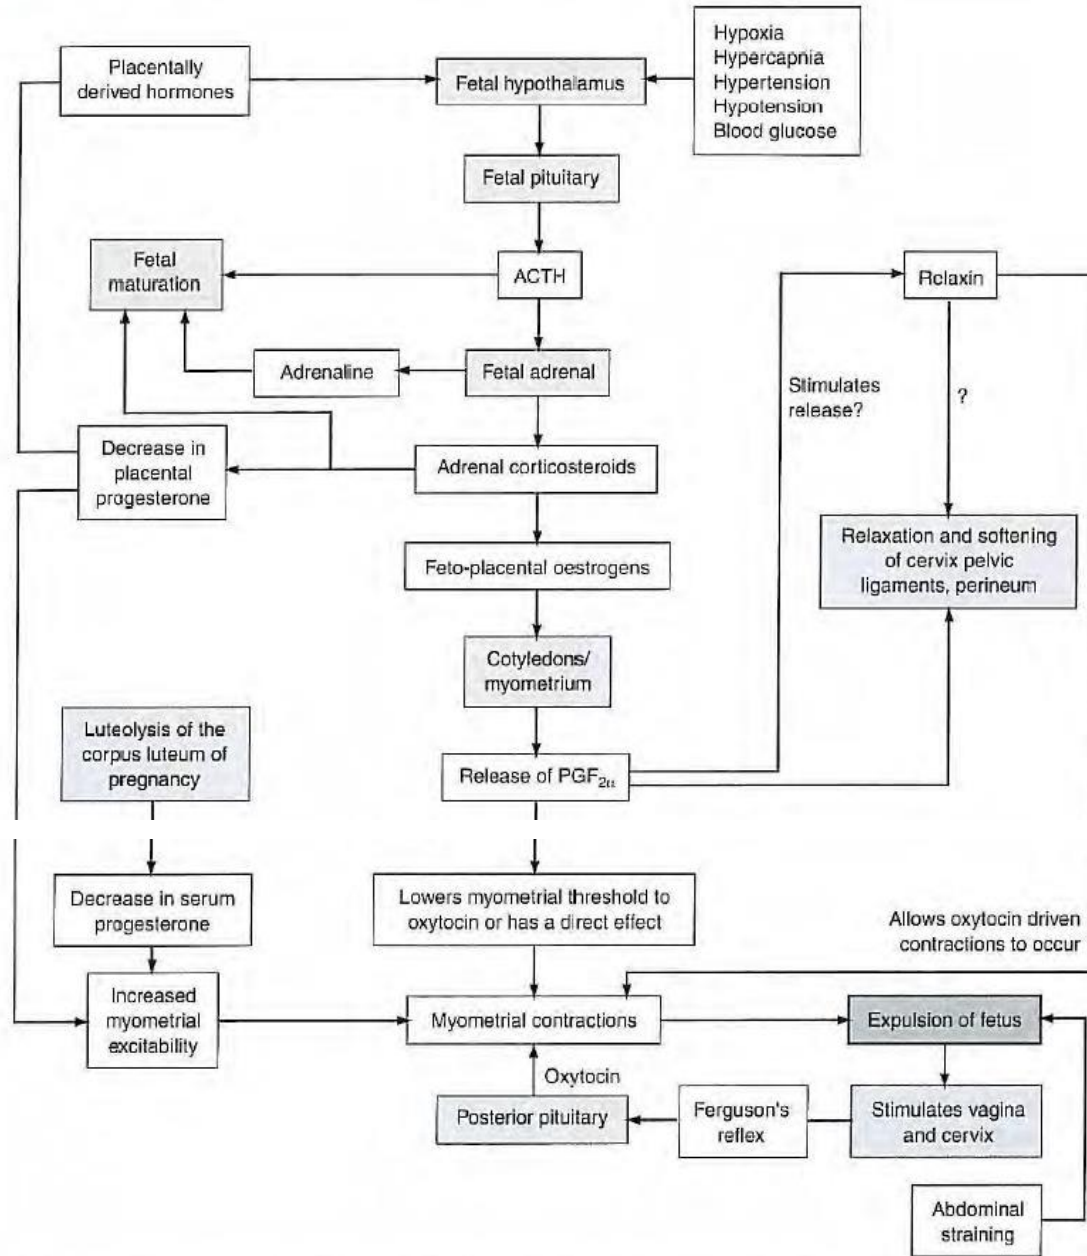 Placentally
derived hormones
Fetal hypothalamus
Hypoxia
Hypercapnia
Hypertension
Hypotension
Blood glucose
Fetal pituitary
Fetal
maturation
ACTH
Relaxin
Adrenaline
Fetal adrenal
Stimulates
release?
?
Decrease in
placental
progesterone
Adrenal corticosteroids
Relaxation and softening
of cervix pelvic
ligaments, perineum
Feto-placental oestrogens
Cotyledons/
myometrium
Luteolysis of the
corpus luteum of
pregnancy
Release of PGF2α
Decrease in serum
progesterone
Lowers myometrial threshold to
oxytocin or has a direct effect
Allows oxytocin driven
contractions to occur
Increased
myometrial
excitability
Myometrial contractions
Expulsion of fetus
Oxytocin
Posterior pituitary
Ferguson's
reflex
Stimulates vagina
and cervix
Abdominal
straining